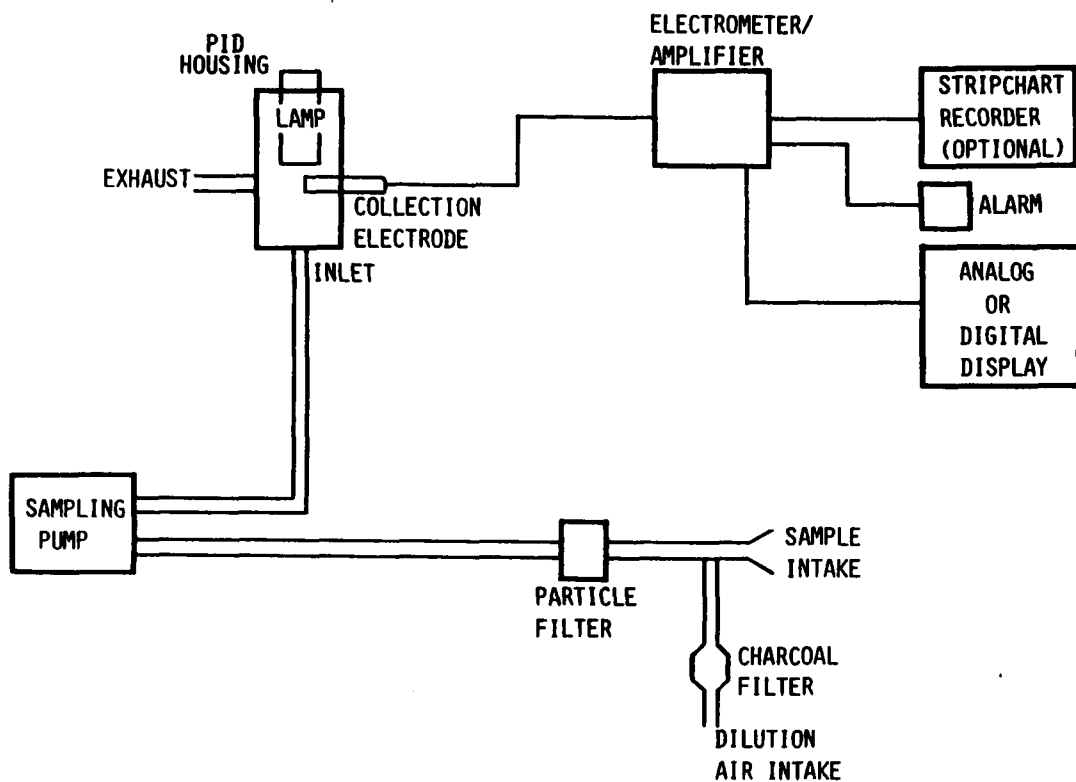 PID
HOUSING
LAMP
EXHAUST
COLLECTION
ELECTRODE
INLET
ELECTROMETER/
AMPLIFIER
STRIPCHART
RECORDER
(OPTIONAL)
ALARM
ANALOG
OR
DIGITAL
DISPLAY
SAMPLING
PUMP
PARTICLE
FILTER
SAMPLE
INTAKE
CHARCOAL
FILTER
DILUTION
AIR INTAKE